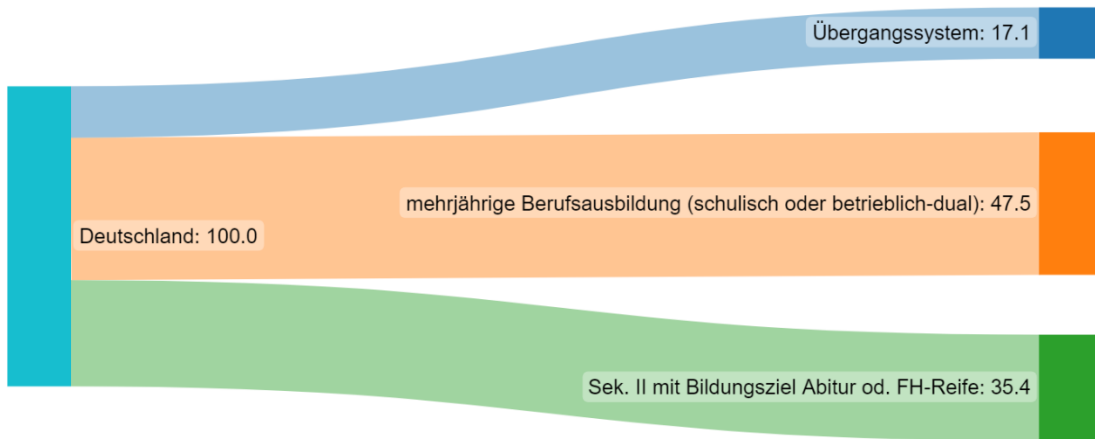 Übergangssystem: 17.1
mehrjährige Berufsausbildung (schulisch oder betrieblich-dual): 47.5
Deutschland: 100.0
Sek. II mit Bildungsziel Abitur od. FH-Reife: 35.4